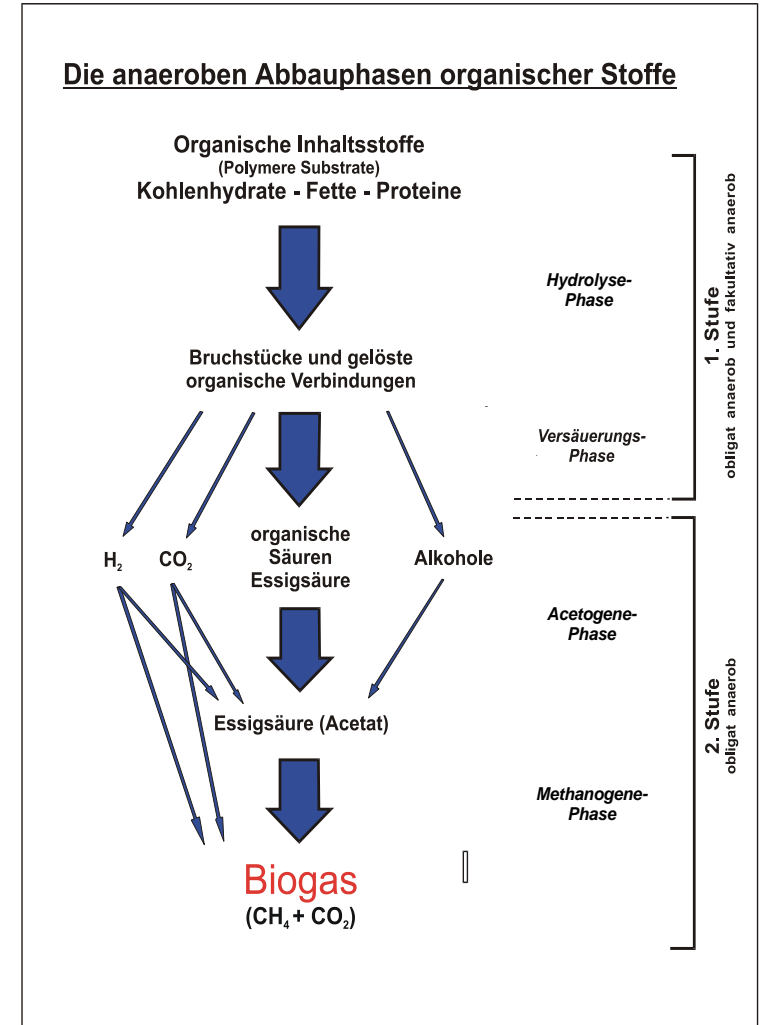 Die anaeroben Abbauphasen organischer Stoffe
Organische Inhaltsstoffe
(Polymere Substrate)
Kohlenhydrate - Fette - Proteine
Hydrolyse-
Phase
Bruchstücke und gelöste
organische Verbindungen
Versäuerungs-
Phase
1. Stufe
obligat anaerob und fakultativ anaerob
H₂
CO₂
organische
Säuren
Essigsäure
Alkohole
Acetogene-
Phase
Essigsäure (Acetat)
Methanogene-
Phase
2. Stufe
obligat anaerob
Biogas
(CH₄ + CO₂)